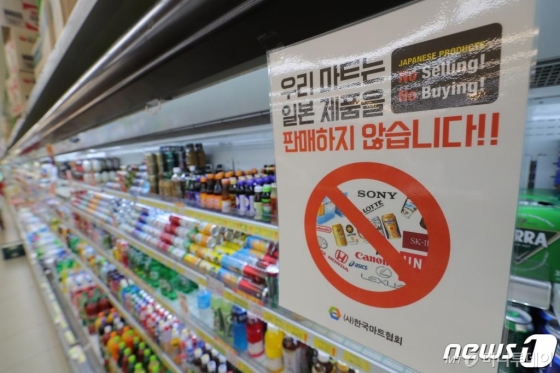 우리 마트는
일본 제품을
판매하지 않습니다!!
JAPANESE PRODUCTS
No Selling!
No Buying!
SONY
LOTTE
SK-II
HONDA
Canon
asics
LEXUS
(사)한국마트협회
news1